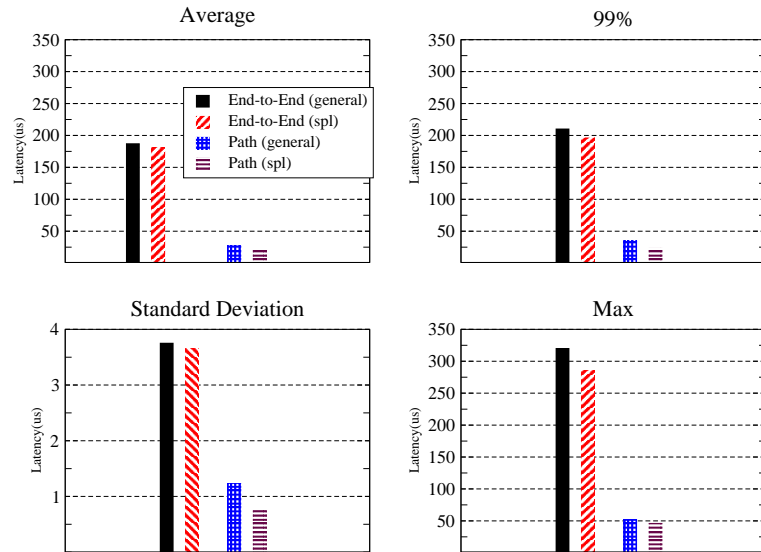 Average
350
300
250
200
150
100
50
Latency(us)
End-to-End (general)
End-to-End (spl)
Path (general)
Path (spl)
99%
350
300
250
200
150
100
50
Latency(us)
Standard Deviation
4
3
2
1
Latency(us)
Max
350
300
250
200
150
100
50
Latency(us)